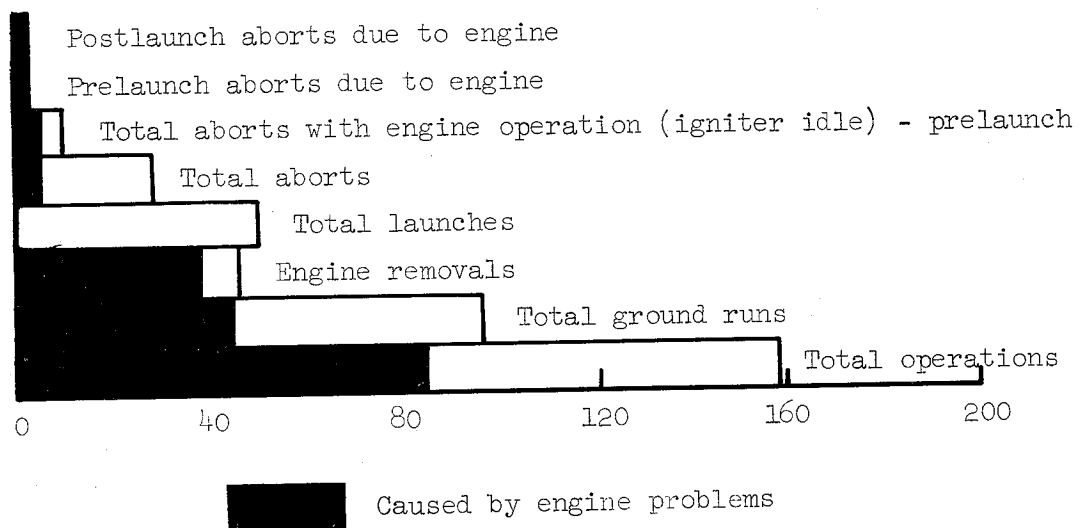 Postlaunch aborts due to engine
Prelaunch aborts due to engine
Total aborts with engine operation (igniter idle) - prelaunch
Total aborts
Total launches
Engine removals
Total ground runs
Total operations
0 40 80 120 160 200
Caused by engine problems